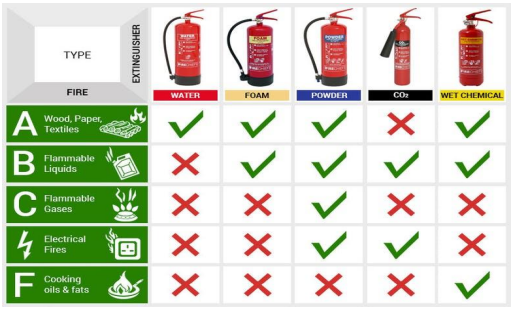 TYPE
EXTINGUISHER
FIRE
WATER
FOAM
POWDER
CO₂
WET CHEMICAL
A Wood, Paper,
Textiles
B Flammable
Liquids
C Flammable
Gases
Electrical
Fires
F Cooking
oils & fats